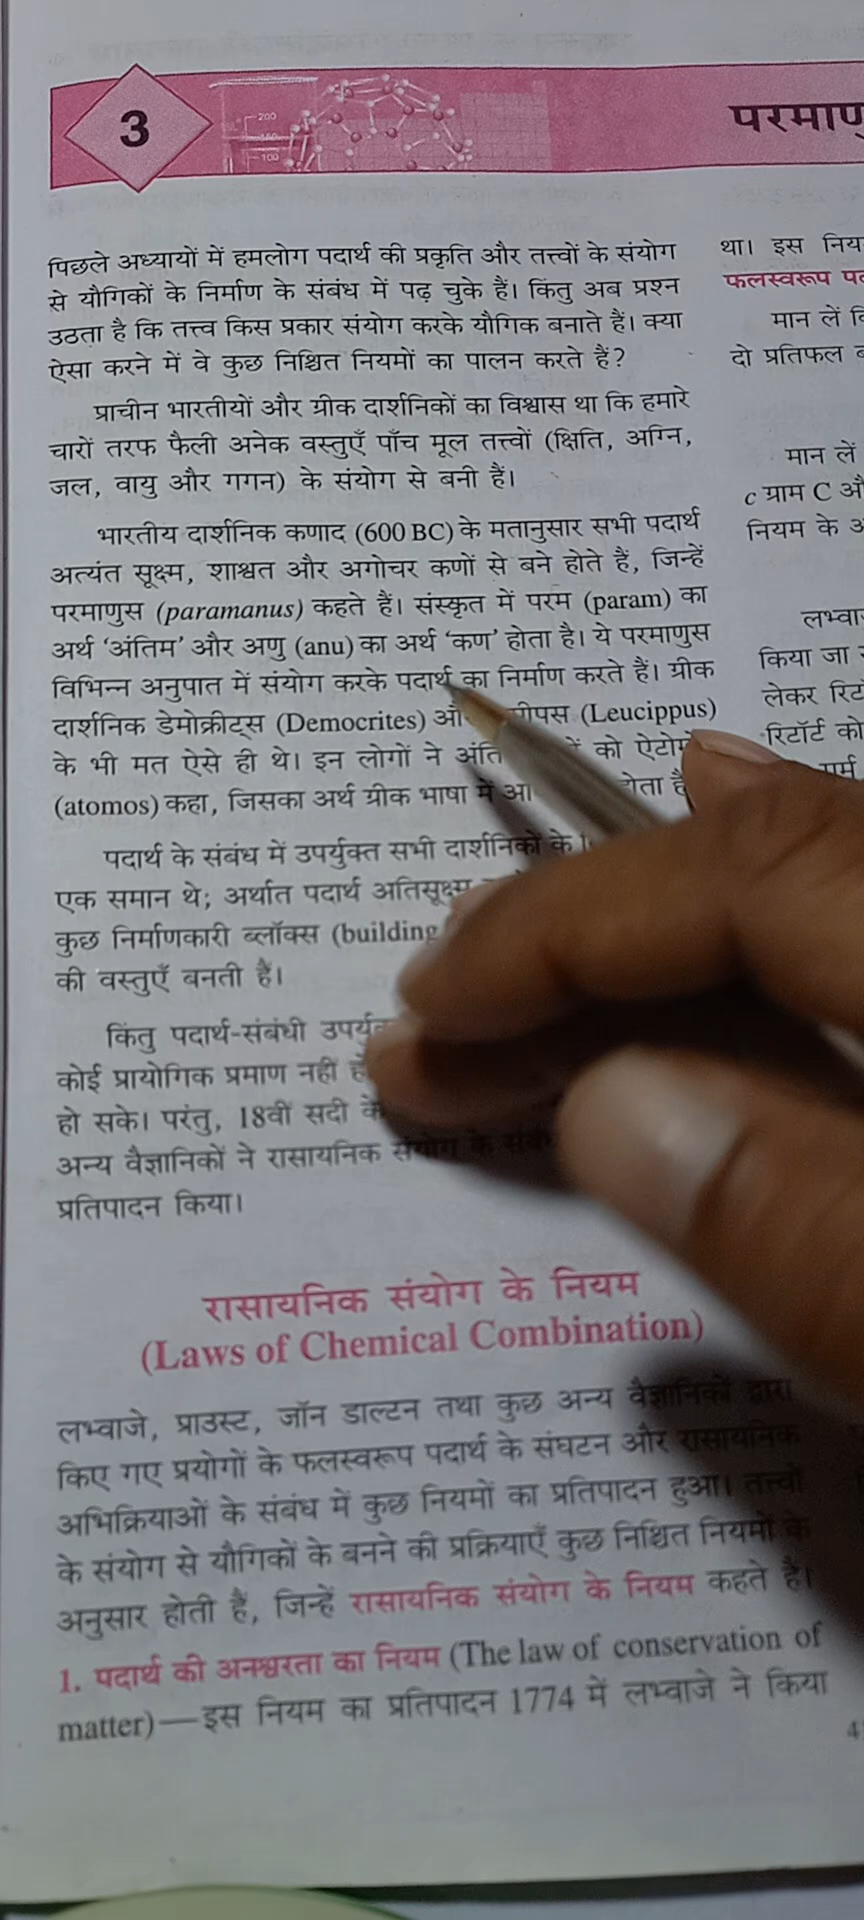 3
200
100
पिछले अध्यायों में हमलोग पदार्थ की प्रकृति और तत्त्वों के संयोग
से यौगिकों के निर्माण के संबंध में पढ़ चुके हैं। किंतु अब प्रश्न
उठता है कि तत्त्व किस प्रकार संयोग करके यौगिक बनाते हैं। क्या
ऐसा करने में वे कुछ निश्चित नियमों का पालन करते हैं?
प्राचीन भारतीयों और ग्रीक दार्शनिकों का विश्वास था कि हमारे
चारों तरफ फैली अनेक वस्तुएँ पाँच मूल तत्त्वों (क्षिति, अग्नि,
जल, वायु और गगन) के संयोग से बनी हैं।
भारतीय दार्शनिक कणाद (600 BC) के मतानुसार सभी पदार्थ
अत्यंत सूक्ष्म, शाश्वत और अगोचर कणों से बने होते हैं, जिन्हें
परमाणुस (paramanus) कहते हैं। संस्कृत में परम (param) का
अर्थ ‘अंतिम’ और अणु (anu) का अर्थ ‘कण’ होता है। ये परमाणुस
विभिन्न अनुपात में संयोग करके पदार्थ का निर्माण करते हैं। ग्रीक
दार्शनिक डेमोक्रीट्स (Democrites) (Leucippus)
के भी मत ऐसे ही थे। इन लोगों ने को
(atomos) कहा, जिसका अर्थ ग्रीक भाषा में
पदार्थ के संबंध में उपर्युक्त सभी दार्शनिकों के
एक समान थे; अर्थात पदार्थ अतिसूक्ष्म
कुछ निर्माणकारी ब्लॉक्स (building
की वस्तुएँ बनती हैं।
किंतु पदार्थ-संबंधी
कोई प्रायोगिक प्रमाण नहीं
हो सके। परंतु, 18वीं सदी के
अन्य वैज्ञानिकों ने रासायनिक संयोग के
प्रतिपादन किया।
रासायनिक संयोग के नियम
(Laws of Chemical Combination)
लभ्वाजे, प्राउस्ट, जॉन डाल्टन तथा कुछ अन्य वैज्ञानिकों द्वारा
किए गए प्रयोगों के फलस्वरूप पदार्थ के संघटन और रासायनिक
अभिक्रियाओं के संबंध में कुछ नियमों का प्रतिपादन हुआ। तत्त्वों
के संयोग से यौगिकों के बनने की प्रक्रियाएँ कुछ निश्चित नियमों के
अनुसार होती हैं, जिन्हें रासायनिक संयोग के नियम कहते हैं।
1. पदार्थ की अनश्वरता का नियम (The law of conservation of
matter)—इस नियम का प्रतिपादन 1774 में लभ्वाजे ने किया
था। इस
फलस्वरूप
मान लें
दो प्रतिफल
मान लें
c ग्राम C
नियम के
किया जा
लेकर
रिटॉर्ट को